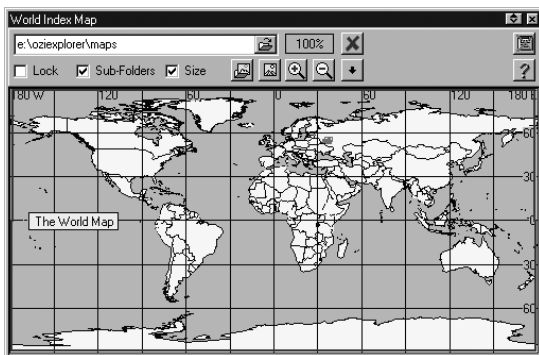 World Index Map
e:\oziexplorer\maps
100%
Lock
Sub-Folders
Size
?
180 W
120
60
0
60
120
180 E
60
30
0
30
60
The World Map